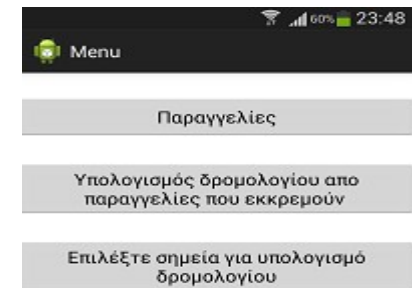 60% 23:48
Menu
Παραγγελίες
Υπολογισμός δρομολογίου απο
παραγγελίες που εκκρεμούν
Επιλέξτε σημεία για υπολογισμό
δρομολογίου